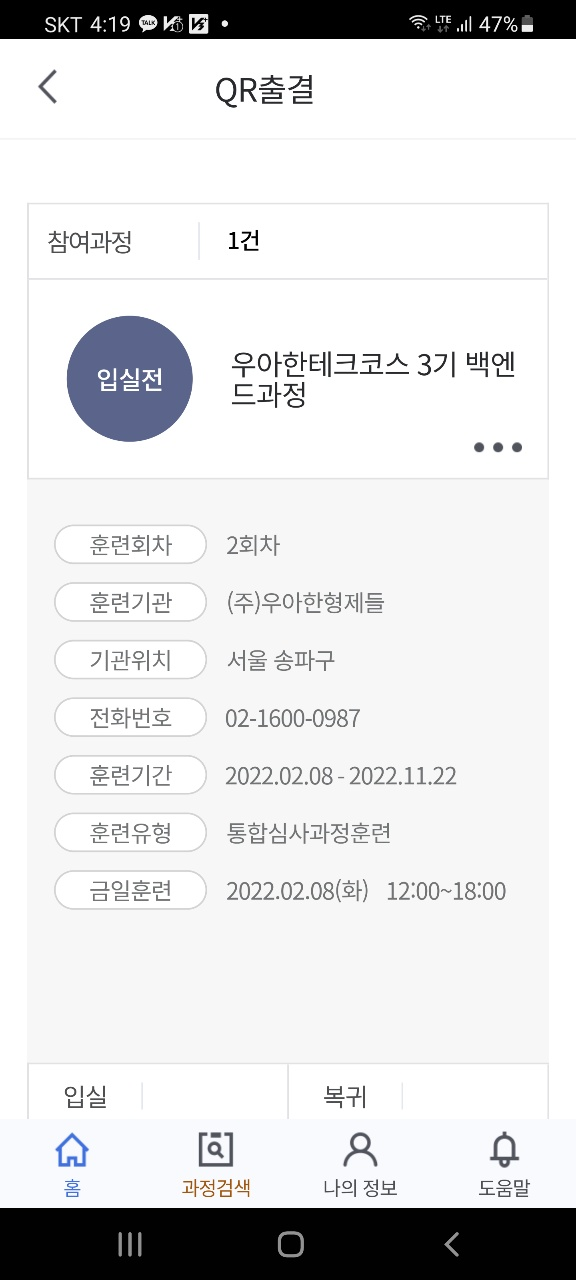 SKT 4:19 TALK LTE 47%
QR출결
참여과정 1건
입실전
우아한테크코스 3기 백엔
드과정
훈련회차 2회차
훈련기관 (주)우아한형제들
기관위치 서울 송파구
전화번호 02-1600-0987
훈련기간 2022.02.08 - 2022.11.22
훈련유형 통합심사과정훈련
금일훈련 2022.02.08(화) 12:00~18:00
입실 복귀
홈 과정검색 나의 정보 도움말